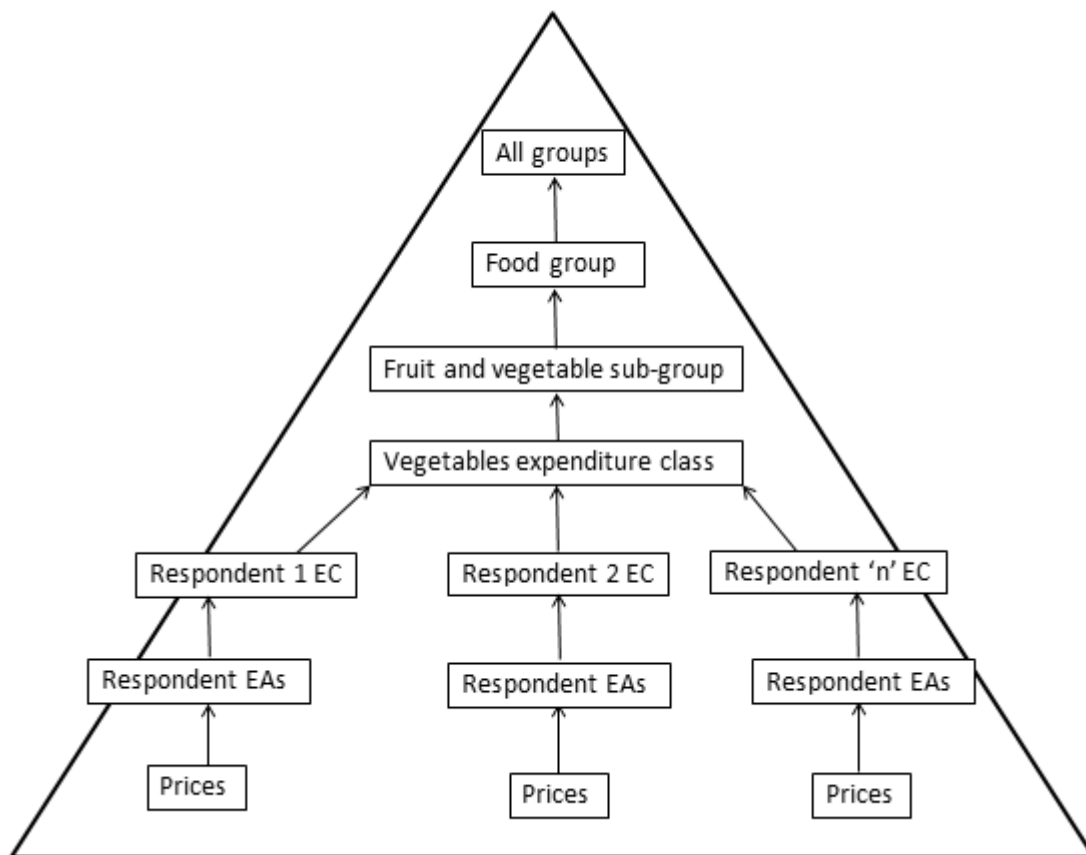 All groups
Food group
Fruit and vegetable sub-group
Vegetables expenditure class
Respondent 1 EC
Respondent 2 EC
Respondent ‘n’ EC
Respondent EAs
Respondent EAs
Respondent EAs
Prices
Prices
Prices